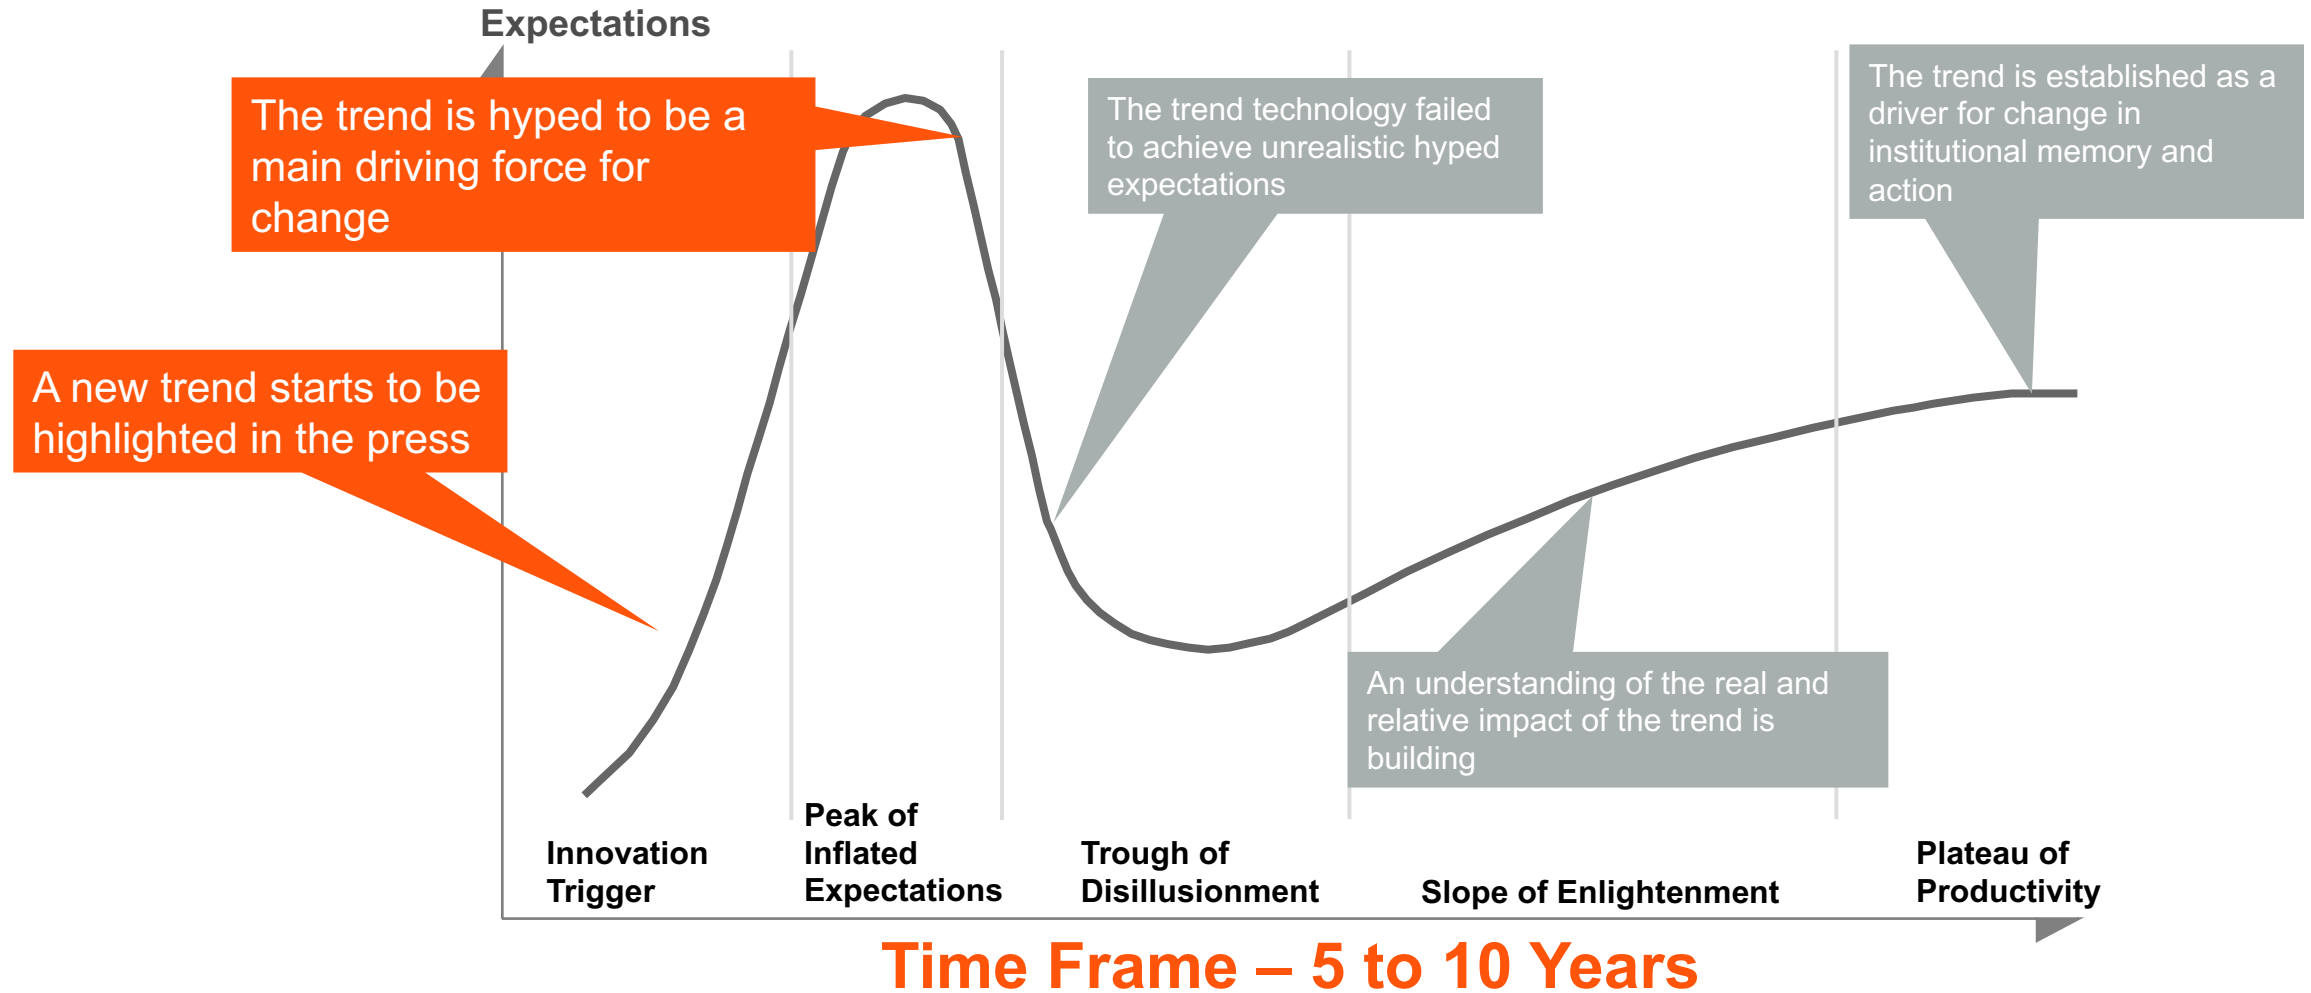 Expectations
The trend is hyped to be a
main driving force for
change
The trend technology failed
to achieve unrealistic hyped
expectations
The trend is established as a
driver for change in
institutional memory and
action
A new trend starts to be
highlighted in the press
An understanding of the real and
relative impact of the trend is
building
Innovation
Trigger
Peak of
Inflated
Expectations
Trough of
Disillusionment
Slope of Enlightenment
Plateau of
Productivity
Time Frame – 5 to 10 Years